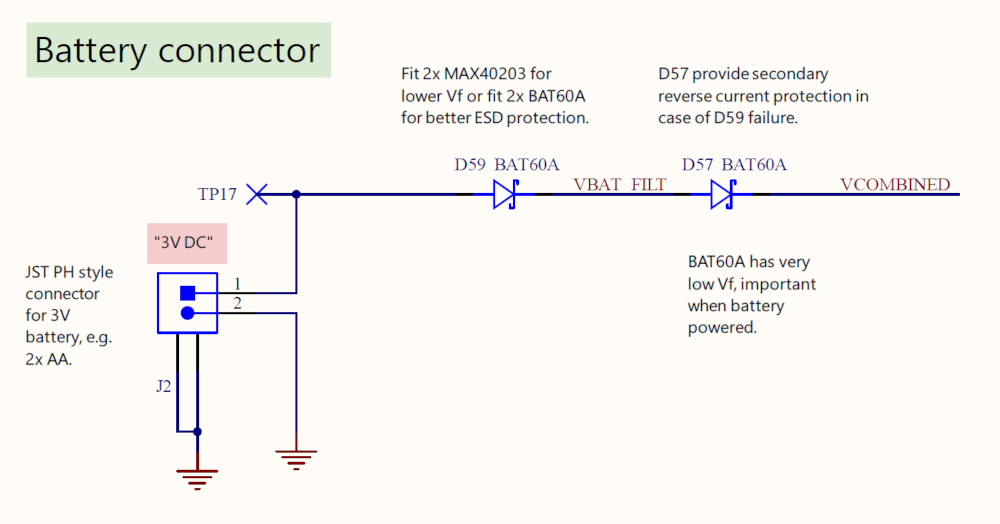 Battery connector
Fit 2x MAX40203 for
lower Vf or fit 2x BAT60A
for better ESD protection.
D57 provide secondary
reverse current protection in
case of D59 failure.
D59 BAT60A
D57 BAT60A
TP17
VBAT_FILT
VCOMBINED
"3V DC"
JST PH style
connector
for 3V
battery, e.g.
2x AA.
1
2
J2
BAT60A has very
low Vf, important
when battery
powered.